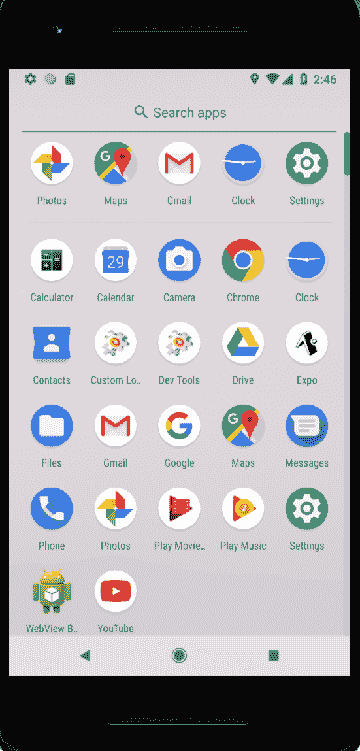 2:46
Search apps
Photos Maps Gmail Clock Settings
Calculator Calendar Camera Chrome Clock
Contacts Custom Lo.. Dev Tools Drive Expo
Files Gmail Google Maps Messages
Phone Photos Play Movie.. Play Music Settings
WebView B.. YouTube